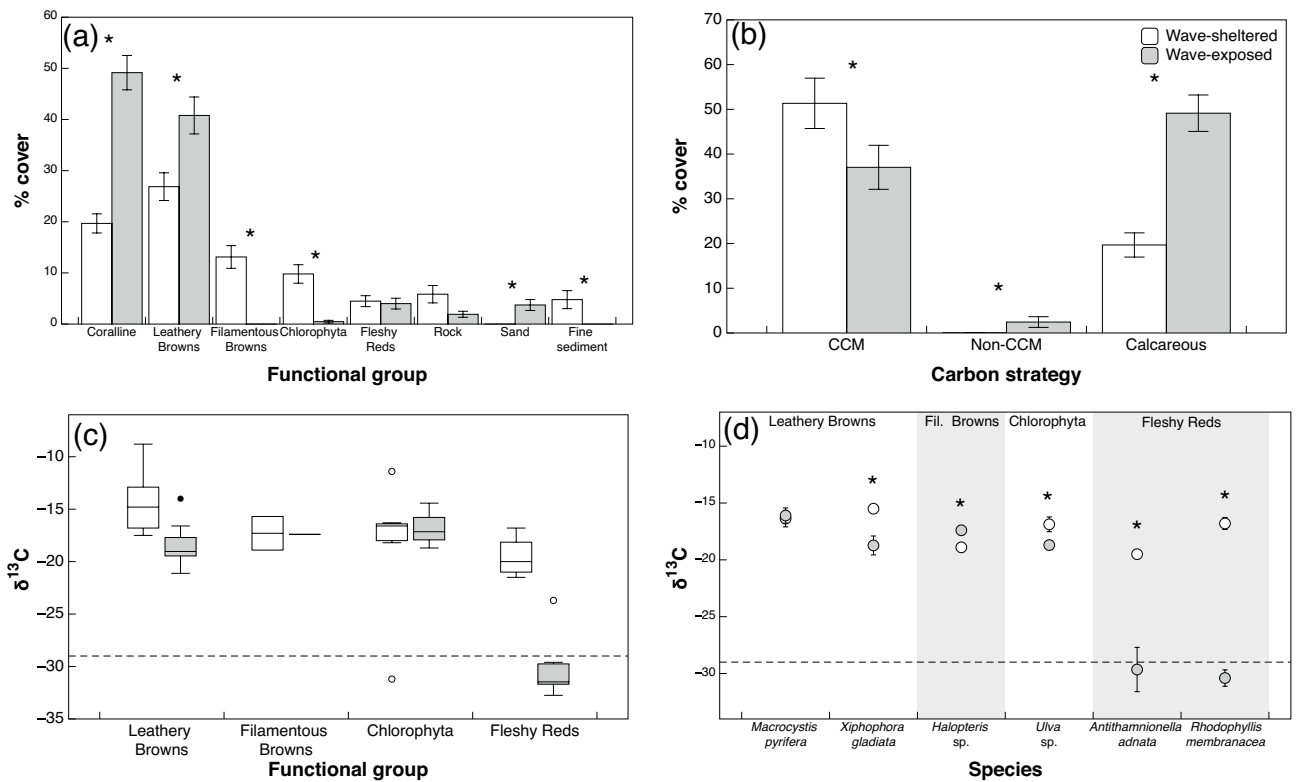 (a)
60
50
40
30
20
10
0
% cover
* * * * * *
Coralline Leathery Browns Filamentous Browns Chlorophyta Fleshy Reds Rock Sand Fine sediment
Functional group
(b)
Wave-sheltered
Wave-exposed
70
60
50
40
30
20
10
0
% cover
* * *
CCM Non-CCM Calcareous
Carbon strategy
(c)
−10
−15
−20
−25
−30
−35
δ13C
Leathery Browns Filamentous Browns Chlorophyta Fleshy Reds
Functional group
(d)
Leathery Browns Fil. Browns Chlorophyta Fleshy Reds
−10
−15
−20
−25
−30
δ13C
* * * * *
Macrocystis pyrifera Xiphophora gladiata Halopteris sp. Ulva sp. Antithamnionella adnata Rhodophyllis membranacea
Species